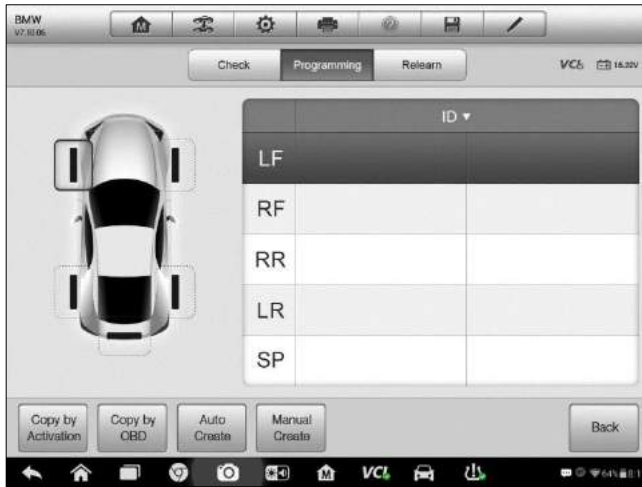 BMW
V7.10.06
M
Check
Programming
Relearn
VCI
16.22V
ID ▼
LF
RF
RR
LR
SP
Copy by
Activation
Copy by
OBD
Auto
Create
Manual
Create
Back
M
VCI
64%